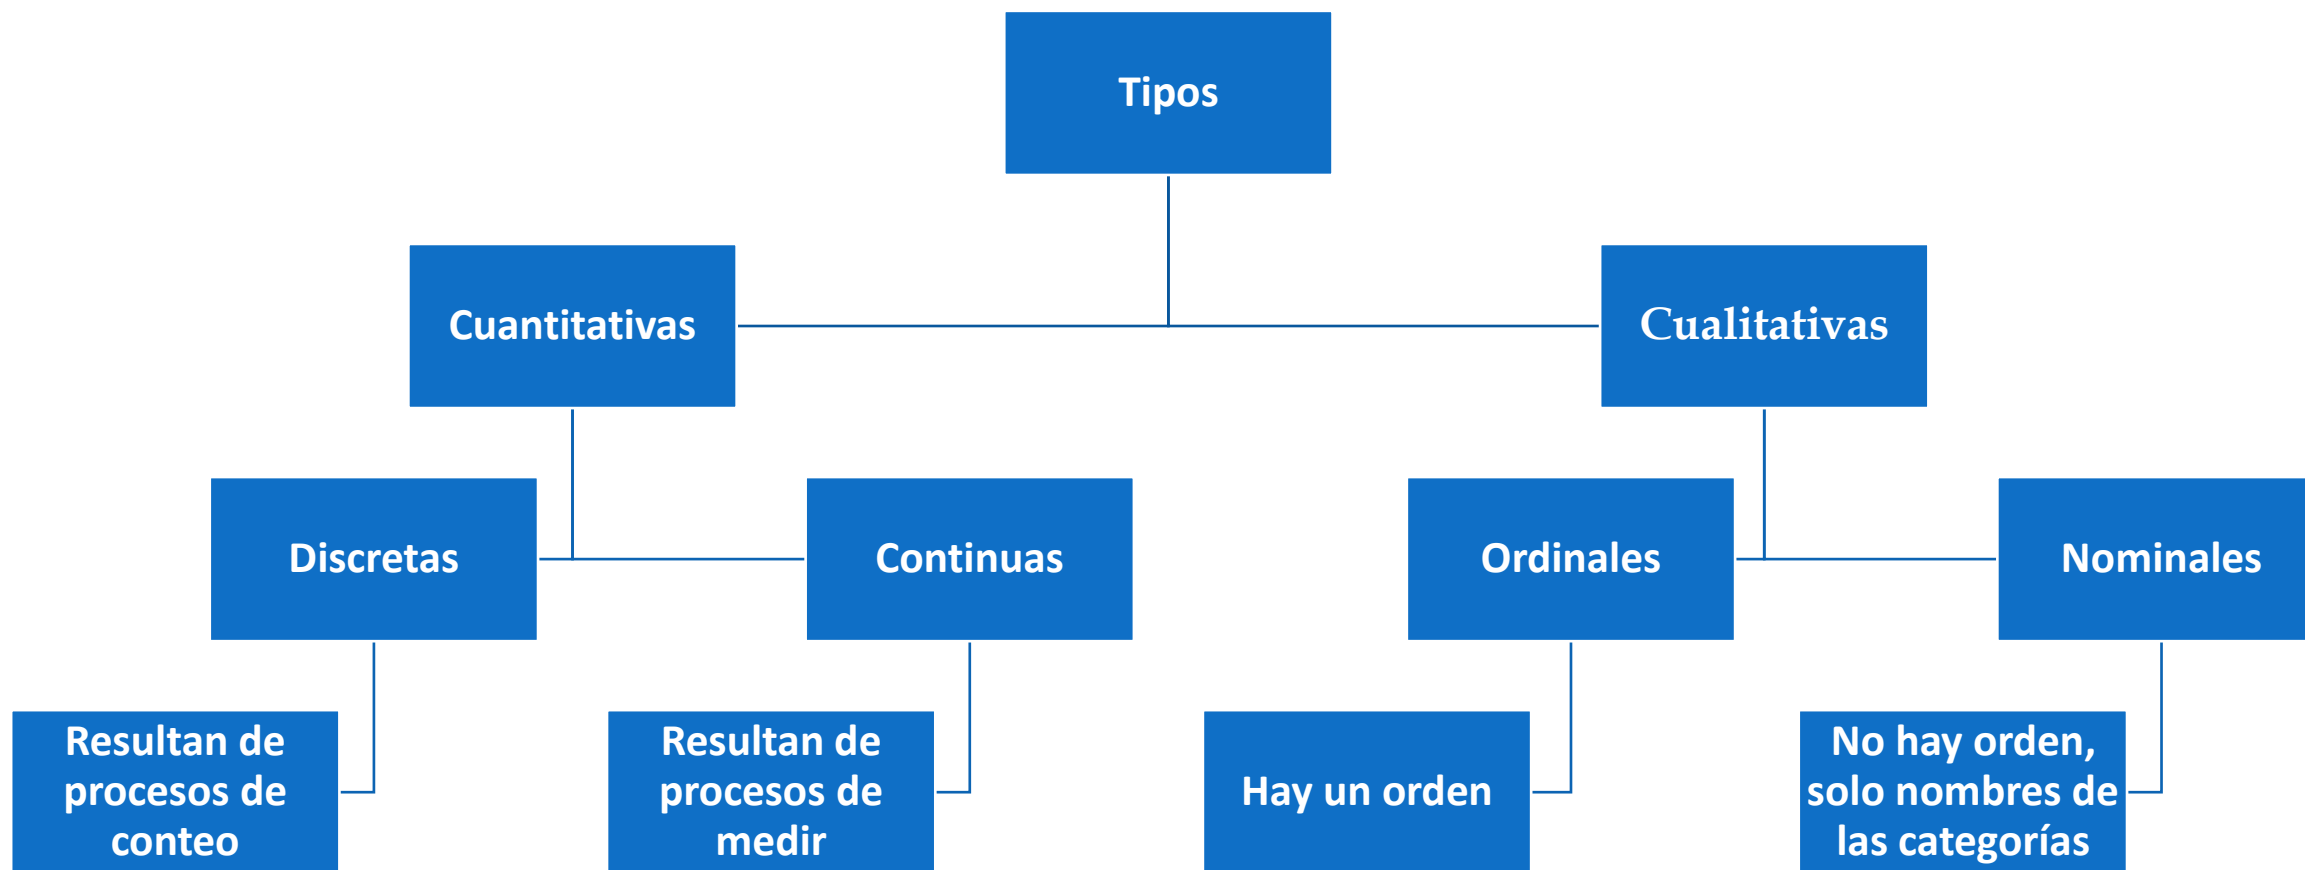 Tipos
Cuantitativas
Cualitativas
Discretas
Continuas
Ordinales
Nominales
Resultan de
procesos de
conteo
Resultan de
procesos de
medir
Hay un orden
No hay orden,
solo nombres de
las categorías